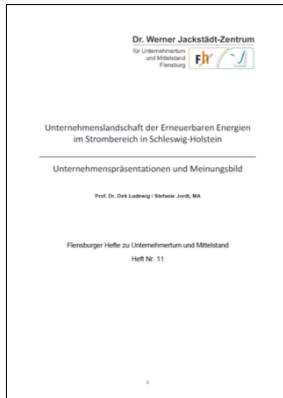 Dr. Werner Jackstädt-Zentrum
für Unternehmertum
und Mittelstand
Flensburg
Unternehmenslandschaft der Erneuerbaren Energien
im Strombereich in Schleswig-Holstein
Unternehmenspräsentationen und Meinungsbild
Prof. Dr. Dirk Ludewig / Stefanie Jordt, MA
Flensburger Hefte zu Unternehmertum und Mittelstand
Heft Nr. 11